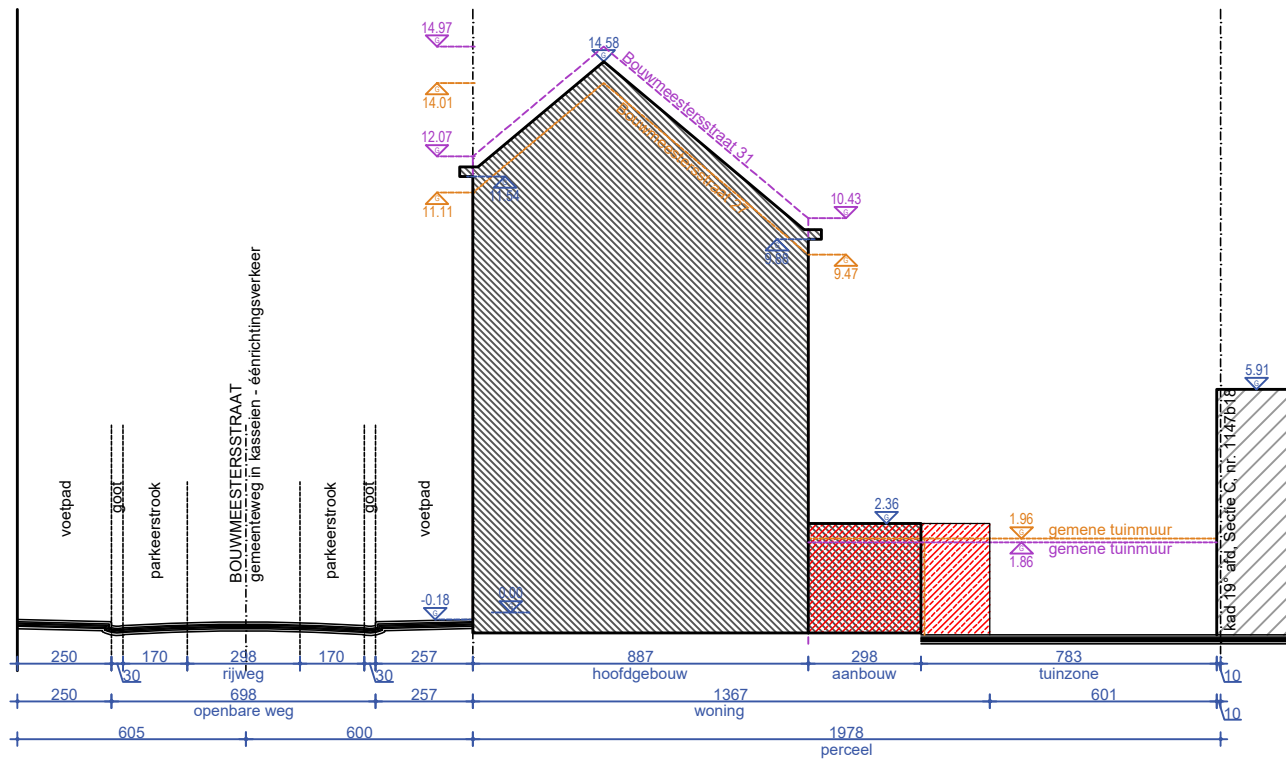 14.97
14.01
12.07
11.11
14.58
Bouwmeestersstraat 31
Bouwmeestersstraat 27
11.54
10.43
9.47
5.91
2.36
1.96
gemene tuinmuur
gemene tuinmuur
1.86
kad 19° afd, Sectie C, nr. 1147b18
voetpad
goot
parkeerstrook
BOUWMEESTERSSTRAAT
gemeenteweg in kasseien - éénrichtingsverkeer
parkeerstrook
goot
voetpad
-0.18
0.00
250 170 298 170 257 887 298 783
30 rijweg 30 hoofdgebouw aanbouw tuinzone 10
250 698 257 1367 601
openbare weg woning 10
605 600 1978
perceel